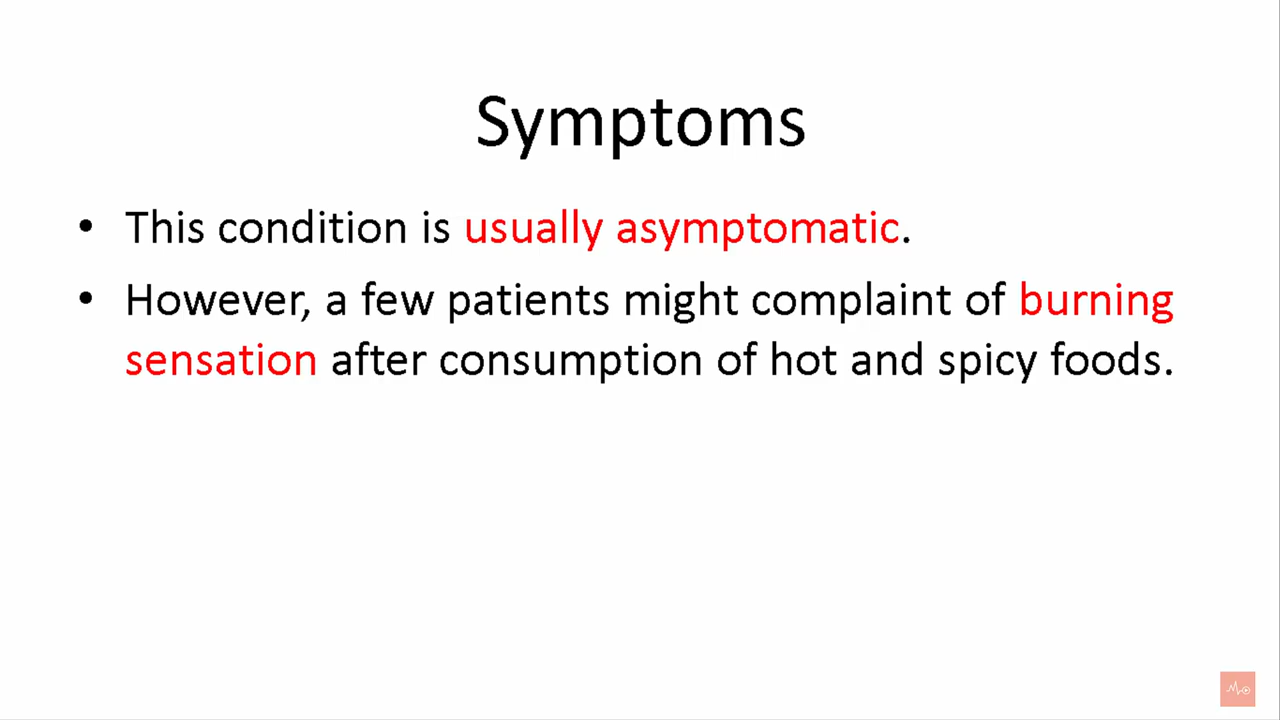 Symptoms
• This condition is usually asymptomatic.
• However, a few patients might complaint of burning
sensation after consumption of hot and spicy foods.